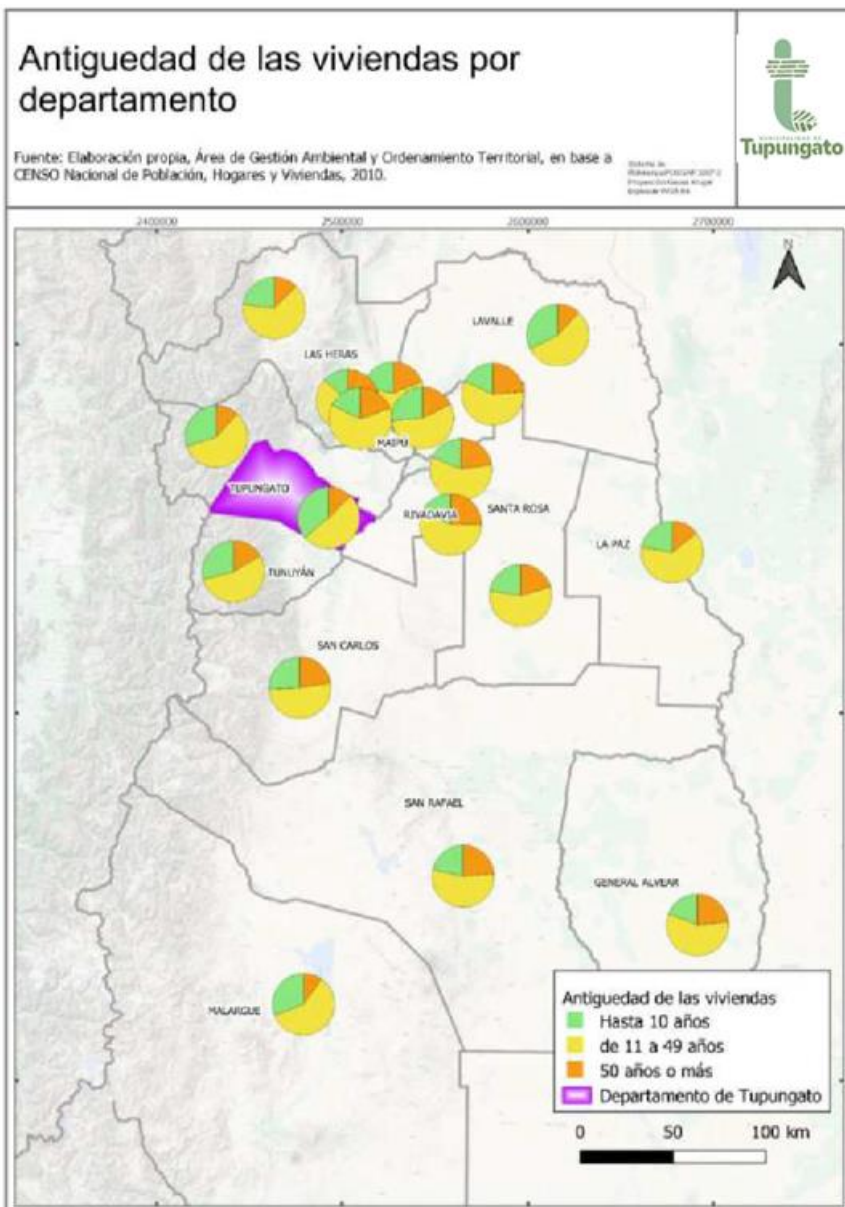 Antiguedad de las viviendas por
departamento
Fuente: Elaboración propia, Área de Gestión Ambiental y Ordenamiento Territorial, en base a
CENSO Nacional de Población, Hogares y Viviendas, 2010.
MUNICIPALIDAD DE
Tupungato
2400000 2500000 2600000 2700000
N
LAVALLE
LAS HERAS
MAIPU
TUPUNGATO
RIVADAVIA
SANTA ROSA
LA PAZ
TUNUYÁN
SAN CARLOS
SAN RAFAEL
GENERAL ALVEAR
MALARGUE
Antiguedad de las viviendas
Hasta 10 años
de 11 a 49 años
50 años o más
Departamento de Tupungato
0 50 100 km